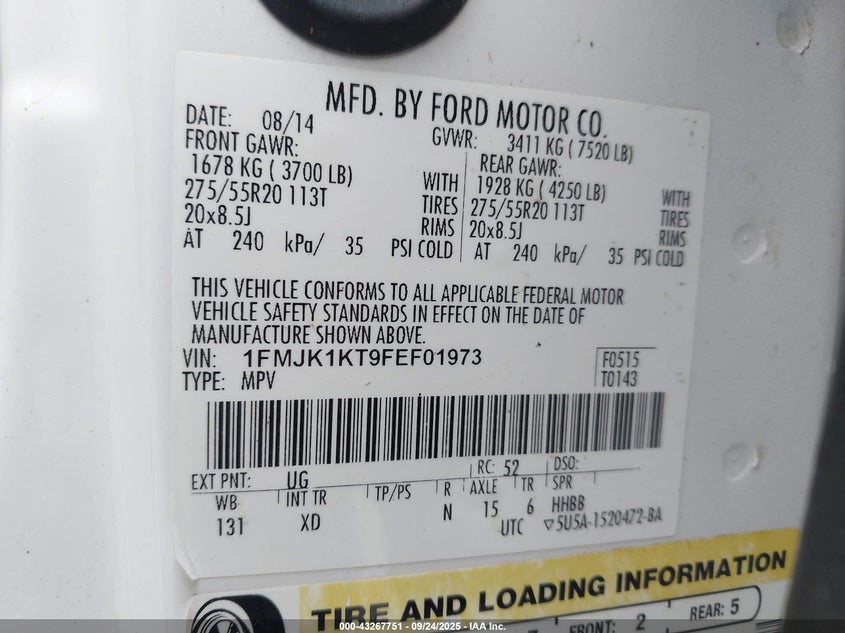 MFD. BY FORD MOTOR CO.
DATE: 08/14 GVWR: 3411 KG ( 7520 LB)
FRONT GAWR: REAR GAWR:
1678 KG ( 3700 LB) WITH 1928 KG ( 4250 LB) WITH
275/55R20 113T TIRES 275/55R20 113T TIRES
20x8.5J RIMS 20x8.5J RIMS
AT 240 kPa/ 35 PSI COLD AT 240 kPa/ 35 PSI COLD
THIS VEHICLE CONFORMS TO ALL APPLICABLE FEDERAL MOTOR
VEHICLE SAFETY STANDARDS IN EFFECT ON THE DATE OF
MANUFACTURE SHOWN ABOVE.
VIN: 1FMJK1KT9FEF01973 F0515
TYPE: MPV T0143
EXT PNT: UG RC: 52 DSO:
WB INT TR TP/PS R AXLE TR SPR
131 XD N 15 6 HHBB
UTC ▽5U5A-1520472-BA
TIRE AND LOADING INFORMATION
FRONT: 2 REAR: 5
000-43267751 - 09/24/2025 - IAA Inc.